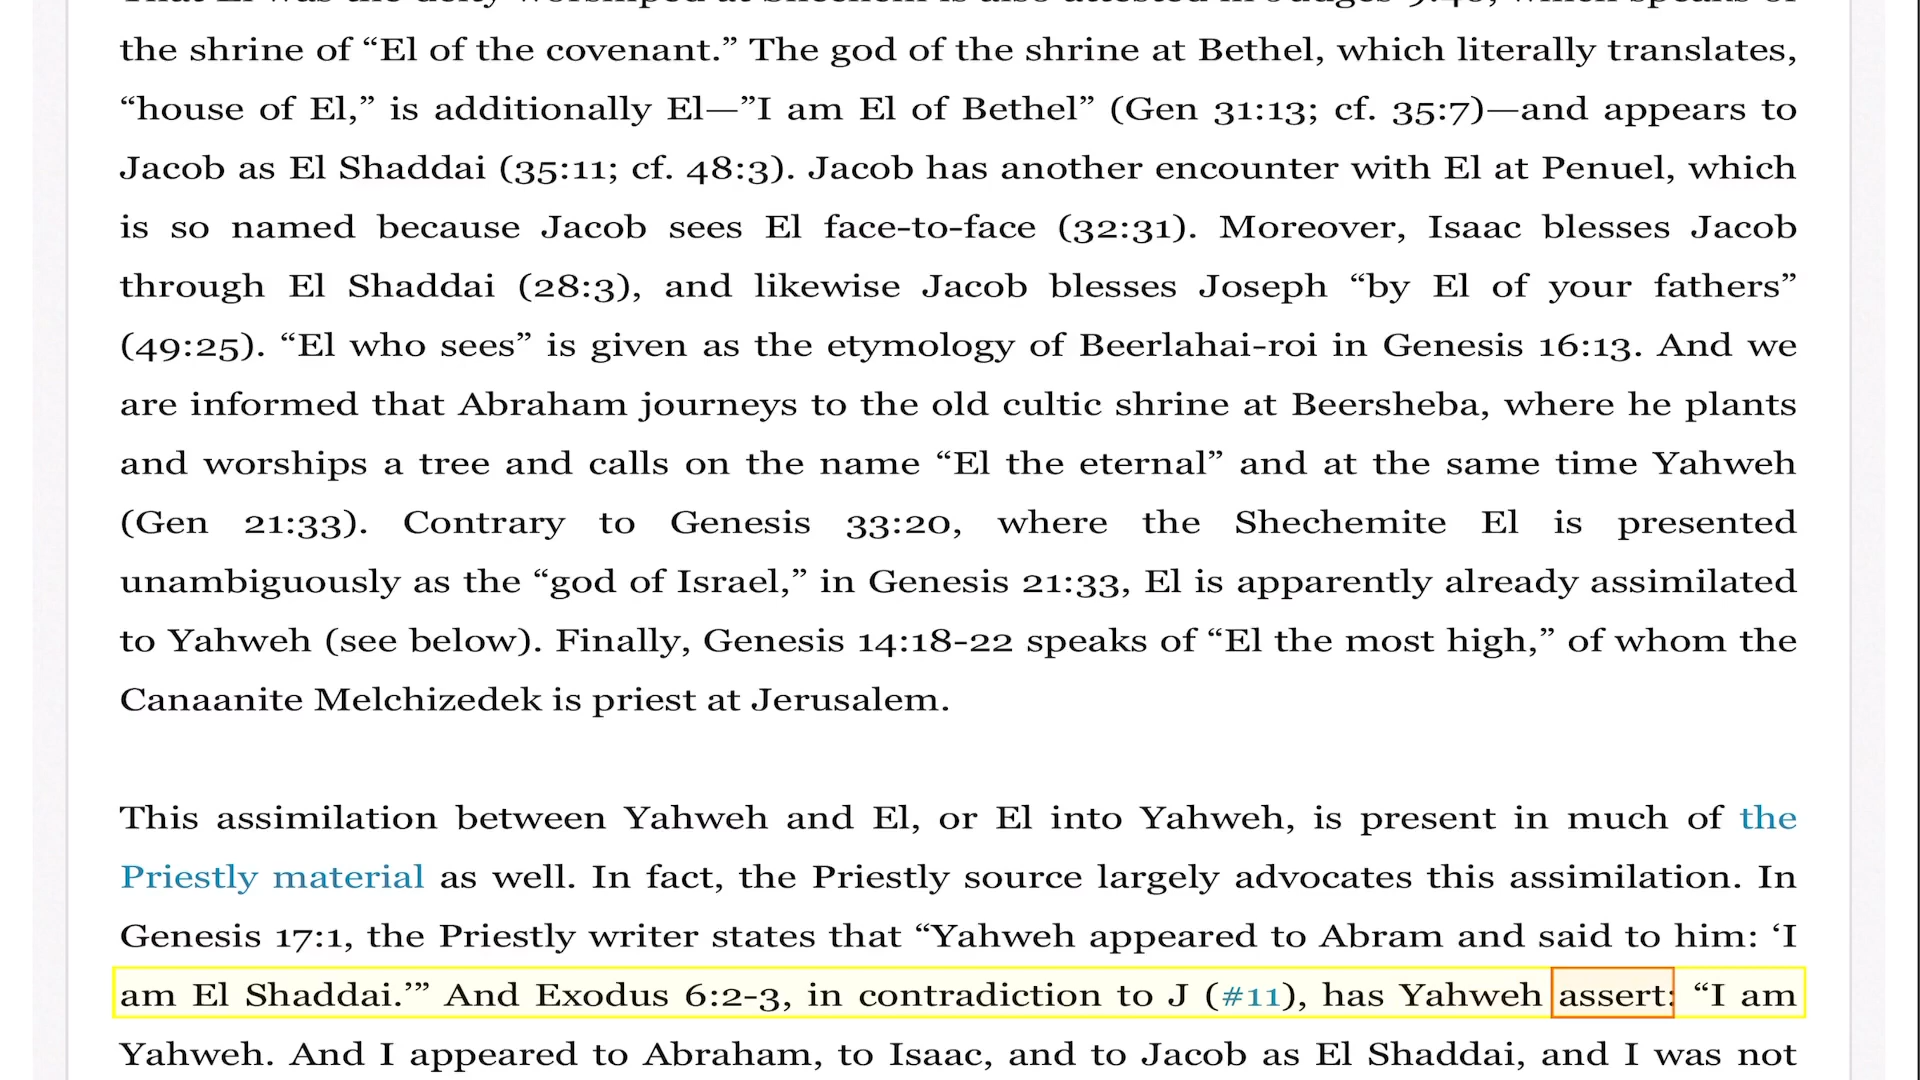 the shrine of “El of the covenant.” The god of the shrine at Bethel, which literally translates,
“house of El,” is additionally El—”I am El of Bethel” (Gen 31:13; cf. 35:7)—and appears to
Jacob as El Shaddai (35:11; cf. 48:3). Jacob has another encounter with El at Penuel, which
is so named because Jacob sees El face-to-face (32:31). Moreover, Isaac blesses Jacob
through El Shaddai (28:3), and likewise Jacob blesses Joseph “by El of your fathers”
(49:25). “El who sees” is given as the etymology of Beerlahai-roi in Genesis 16:13. And we
are informed that Abraham journeys to the old cultic shrine at Beersheba, where he plants
and worships a tree and calls on the name “El the eternal” and at the same time Yahweh
(Gen 21:33). Contrary to Genesis 33:20, where the Shechemite El is presented
unambiguously as the “god of Israel,” in Genesis 21:33, El is apparently already assimilated
to Yahweh (see below). Finally, Genesis 14:18-22 speaks of “El the most high,” of whom the
Canaanite Melchizedek is priest at Jerusalem.
This assimilation between Yahweh and El, or El into Yahweh, is present in much of the
Priestly material as well. In fact, the Priestly source largely advocates this assimilation. In
Genesis 17:1, the Priestly writer states that “Yahweh appeared to Abram and said to him: ‘I
am El Shaddai.’” And Exodus 6:2-3, in contradiction to J (#11), has Yahweh assert: “I am
Yahweh. And I appeared to Abraham, to Isaac, and to Jacob as El Shaddai, and I was not